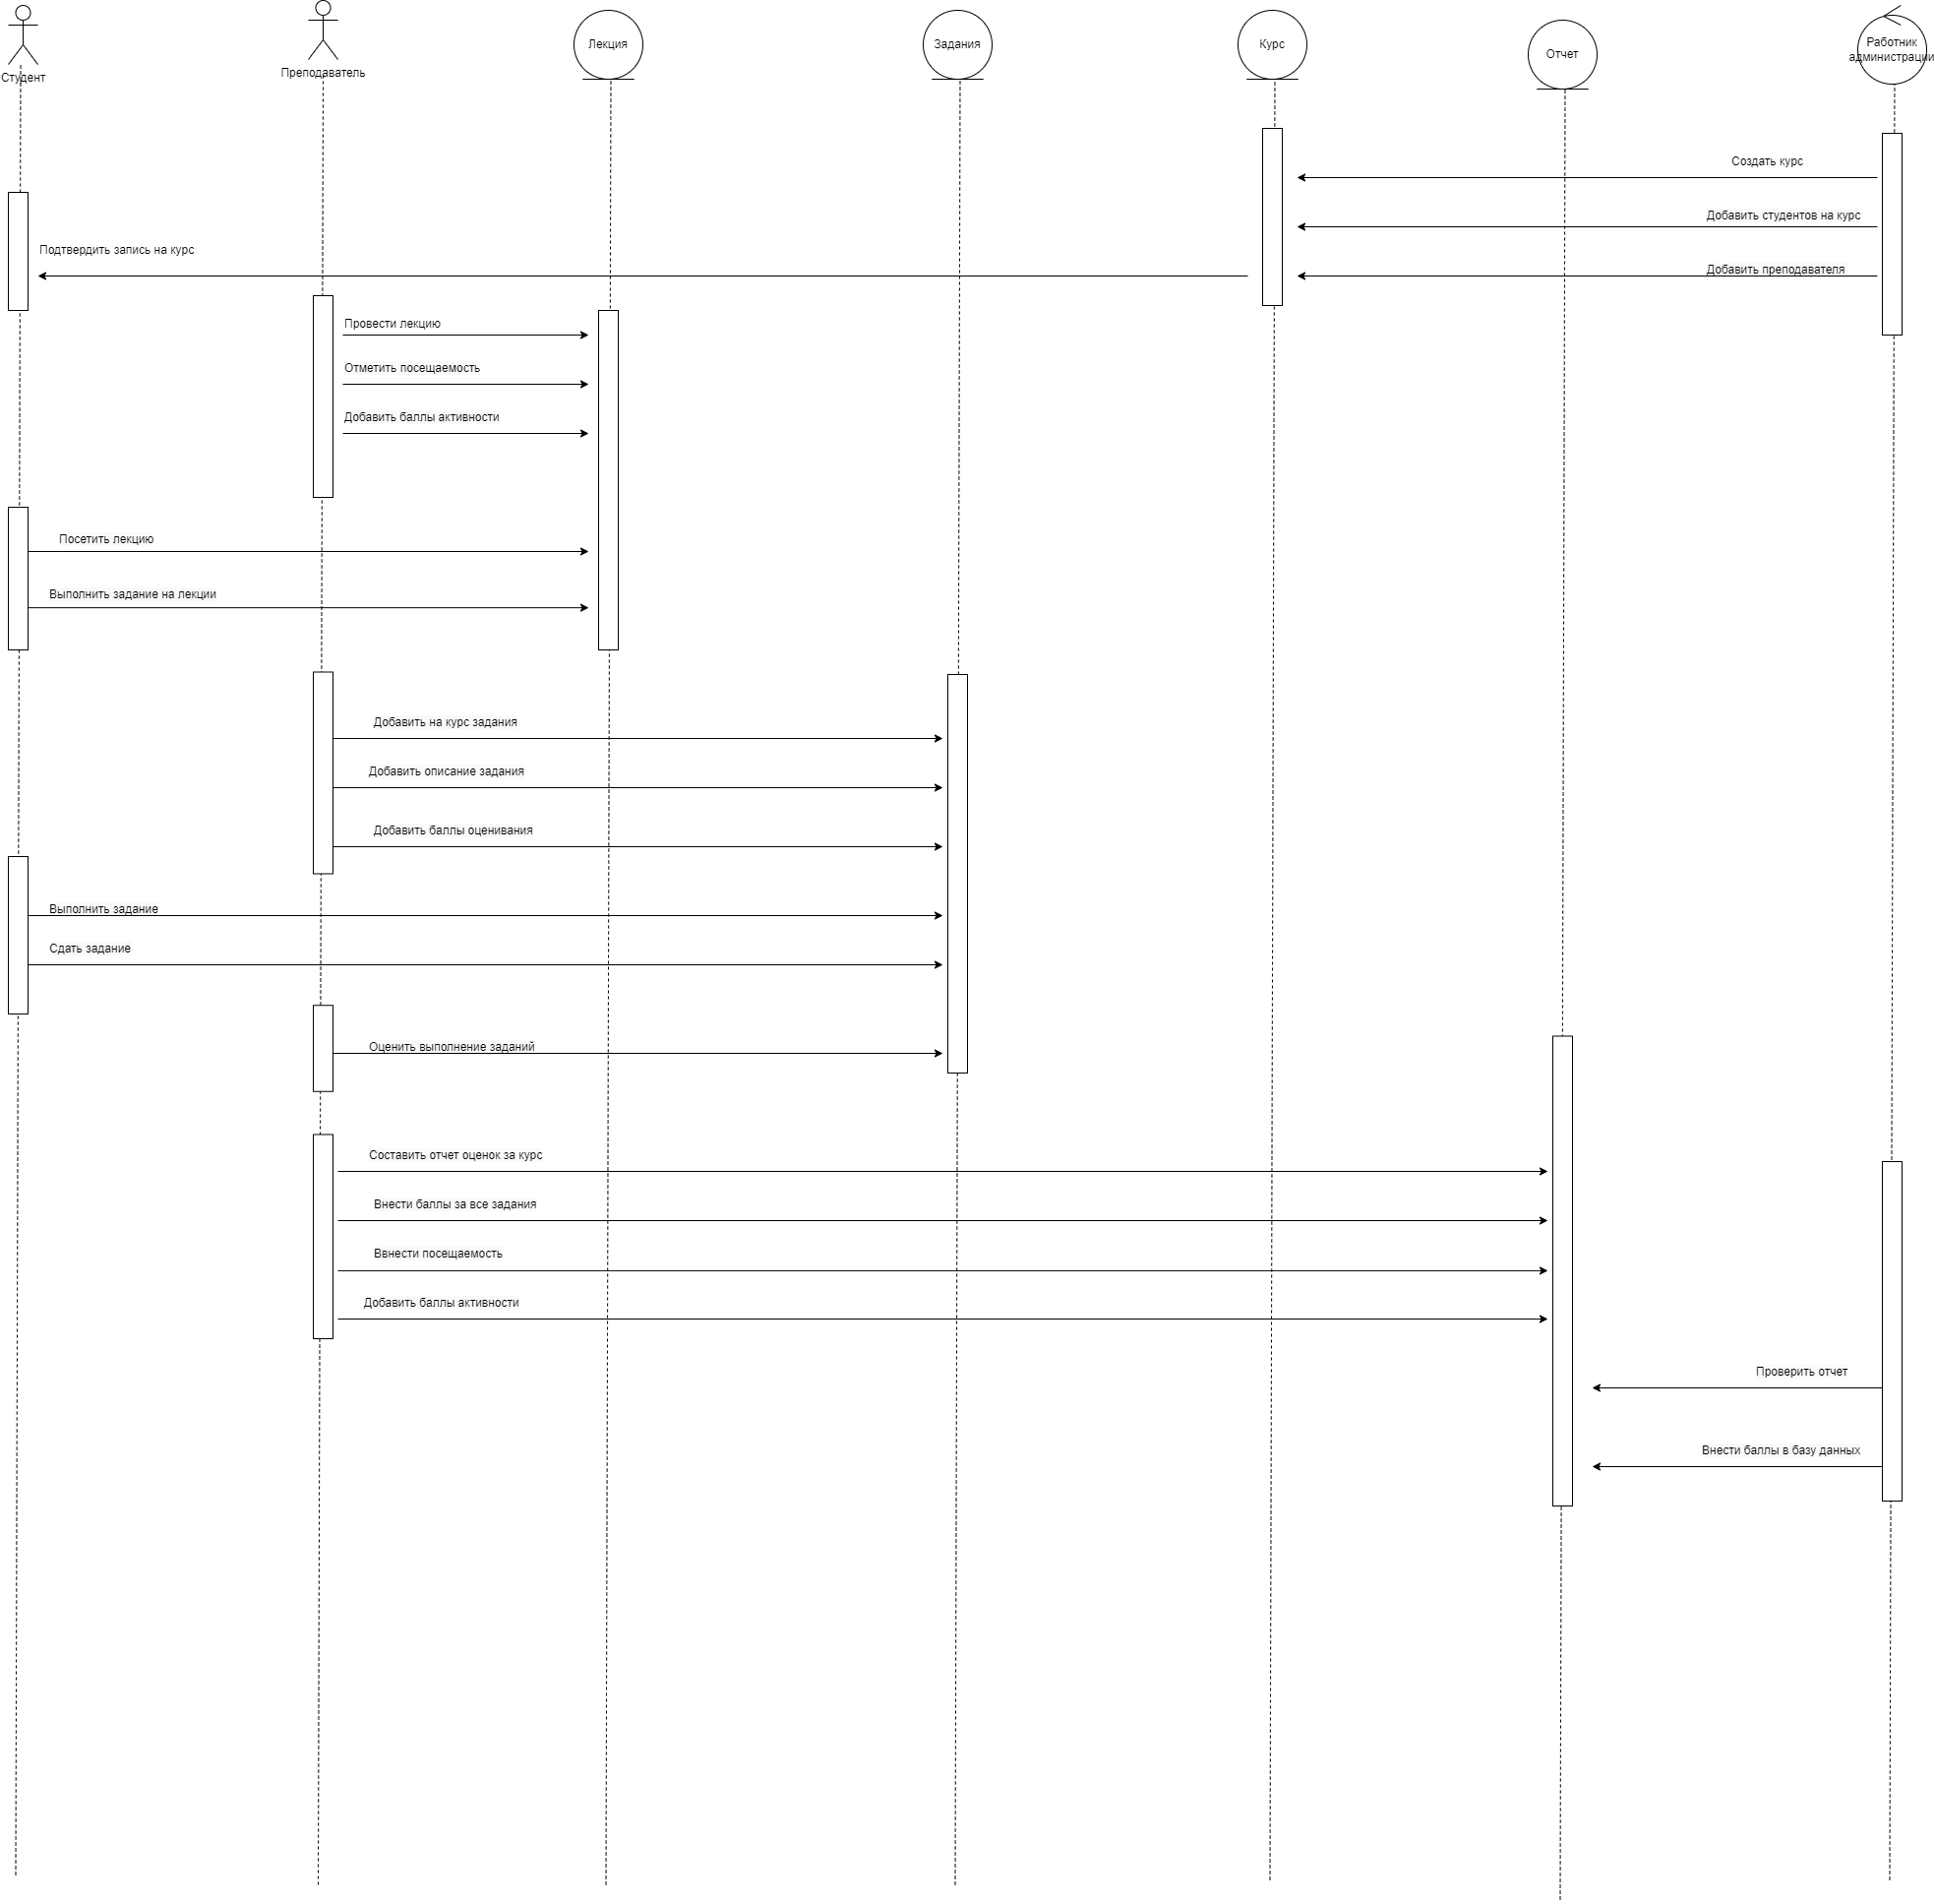 Студент
Преподаватель
Лекция
Задания
Курс
Отчет
Работник
администрации
Создать курс
Добавить студентов на курс
Подтвердить запись на курс
Добавить преподавателя
Провести лекцию
Отметить посещаемость
Добавить баллы активности
Посетить лекцию
Выполнить задание на лекции
Добавить на курс задания
Добавить описание задания
Добавить баллы оценивания
Выполнить задание
Сдать задание
Оценить выполнение заданий
Составить отчет оценок за курс
Внести баллы за все задания
Ввнести посещаемость
Добавить баллы активности
Проверить отчет
Внести баллы в базу данных